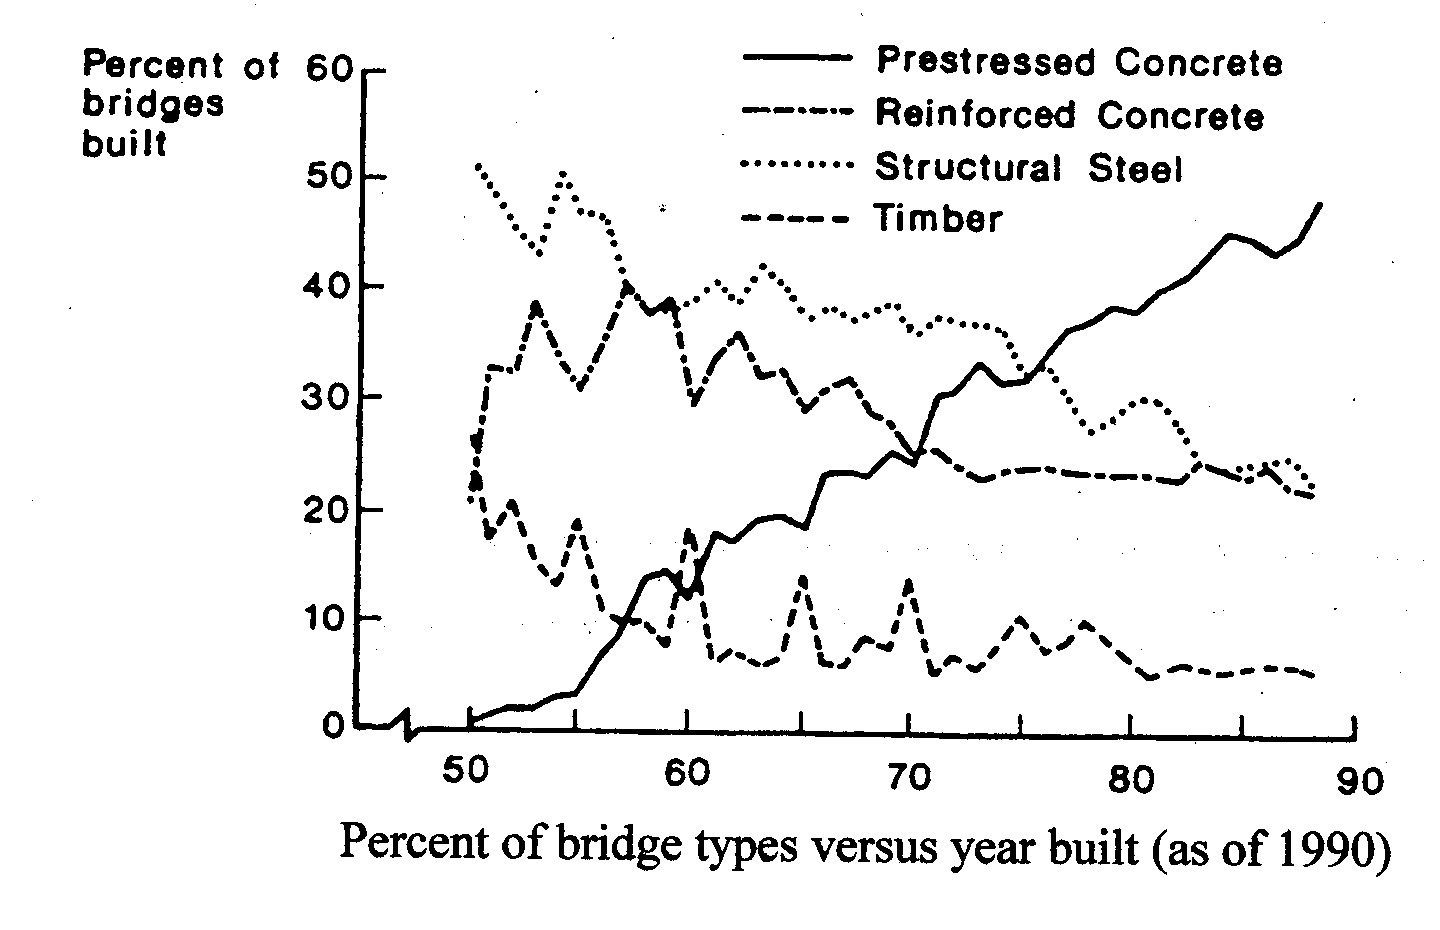 Percent of
bridges
built
60
50
40
30
20
10
0
Prestressed Concrete
Reinforced Concrete
Structural Steel
Timber
50 60 70 80 90
Percent of bridge types versus year built (as of 1990)